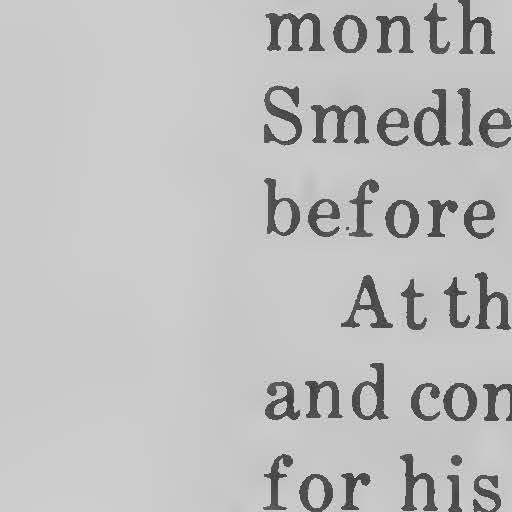 month
Smedle
before
At th
and con
for his